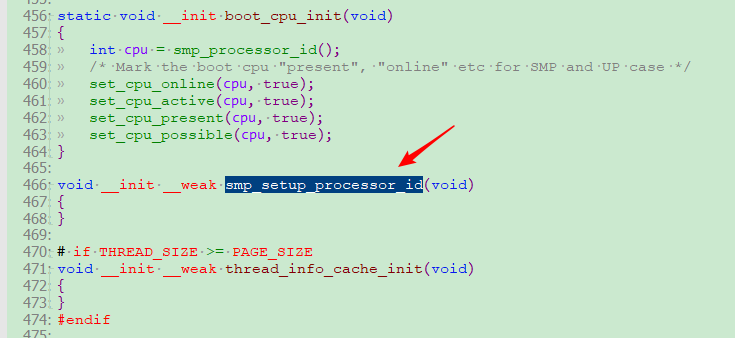 456: static void __init boot_cpu_init(void)
457: {
458: » int cpu = smp_processor_id();
459: » /* Mark the boot cpu "present", "online" etc for SMP and UP case */
460: » set_cpu_online(cpu, true);
461: » set_cpu_active(cpu, true);
462: » set_cpu_present(cpu, true);
463: » set_cpu_possible(cpu, true);
464: }
465:
466: void __init __weak smp_setup_processor_id(void)
467: {
468: }
469:
470: # if THREAD_SIZE >= PAGE_SIZE
471: void __init __weak thread_info_cache_init(void)
472: {
473: }
474: #endif